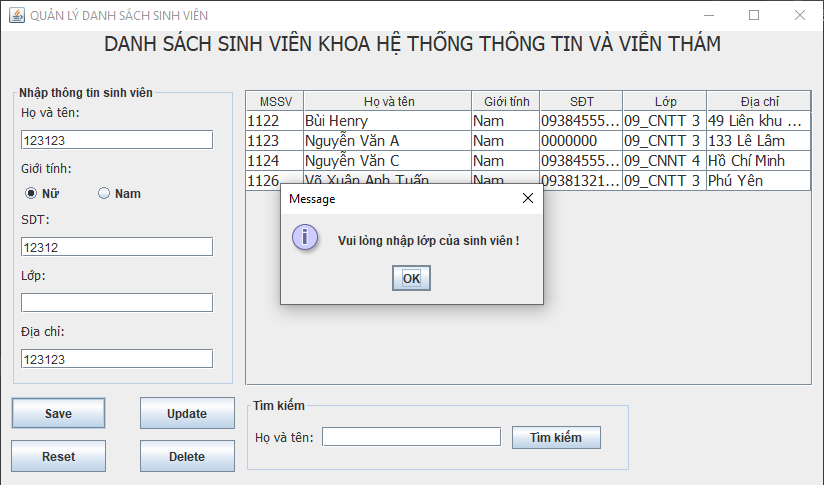 QUẢN LÝ DANH SÁCH SINH VIÊN
DANH SÁCH SINH VIÊN KHOA HỆ THỐNG THÔNG TIN VÀ VIỄN THÁM
Nhập thông tin sinh viên
Họ và tên:
123123
Giới tính:
Nữ Nam
SDT:
12312
Lớp:
Địa chỉ:
123123
Save Update
Reset Delete
MSSV Họ và tên Giới tính SĐT Lớp Địa chỉ
1122 Bùi Henry Nam 09384555... 09_CNTT 3 49 Liên khu ...
1123 Nguyễn Văn A Nam 0000000 09_CNTT 3 133 Lê Lâm
1124 Nguyễn Văn C Nam 09384555... 09_CNNT 4 Hồ Chí Minh
1126 Võ Xuân Anh Tuấn Nam 09381321... 09_CNTT 3 Phú Yên
Message
Vui lòng nhập lớp của sinh viên !
OK
Tìm kiếm
Họ và tên: Tìm kiếm